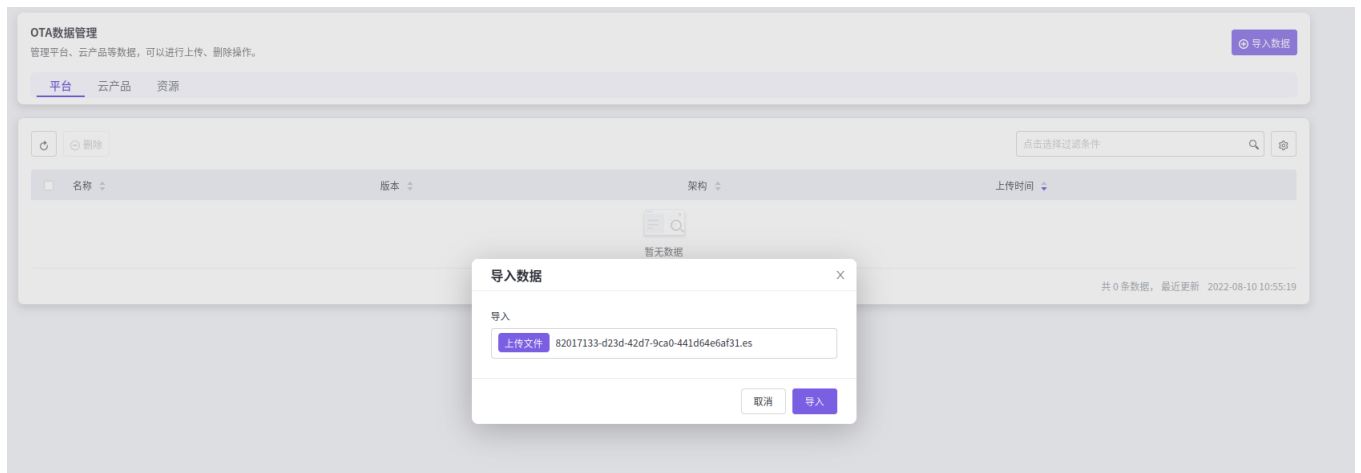 OTA数据管理
管理平台、云产品等数据，可以进行上传、删除操作。
导入数据
平台 云产品 资源
删除
点击选择过滤条件
名称 版本 架构 上传时间
暂无数据
共 0 条数据， 最近更新 2022-08-10 10:55:19
导入数据
导入
上传文件 82017133-d23d-42d7-9ca0-441d64e6af31.es
取消 导入